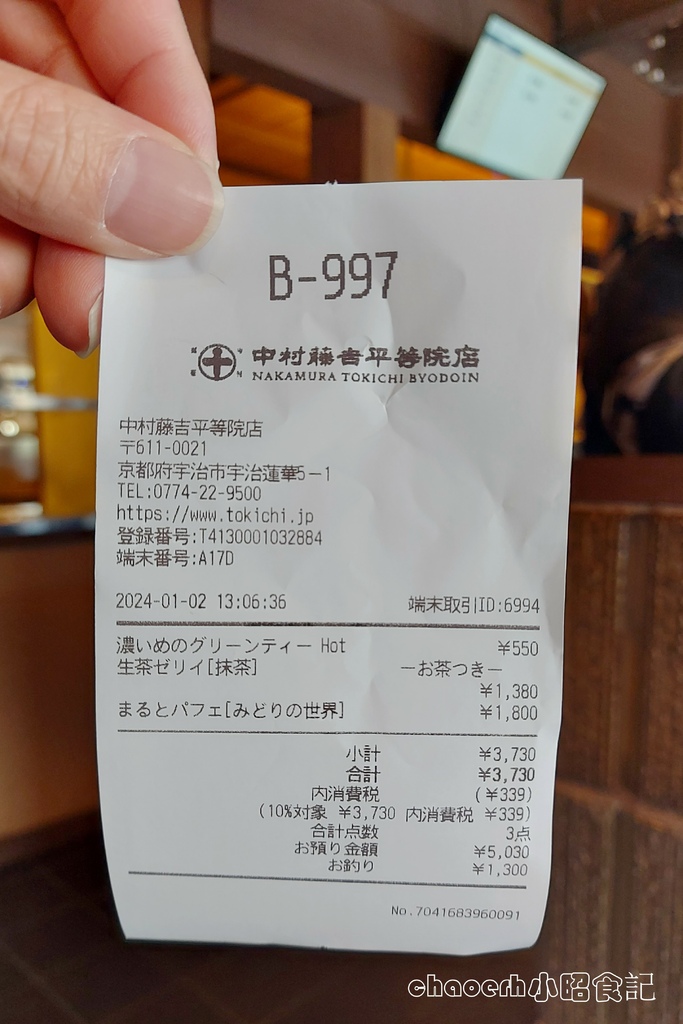 B-997
中村藤吉平等院店
NAKAMURA TOKICHI BYODOIN
中村藤吉平等院店
〒611-0021
京都府宇治市宇治蓮華5-1
TEL:0774-22-9500
https://www.tokichi.jp
登録番号:T4130001032884
端末番号:A17D
2024-01-02 13:06:36 端末取引ID:6994
濃いめのグリーンティー Hot ¥550
生茶ゼリイ[抹茶] ーお茶つきー
¥1,380
まるとパフェ[みどりの世界] ¥1,800
小計 ¥3,730
合計 ¥3,730
内消費税 (¥339)
(10%対象 ¥3,730 内消費税 ¥339)
合計点数 3点
お預り金額 ¥5,030
お釣り ¥1,300
No.7041683960091
chaoerh小昭食記